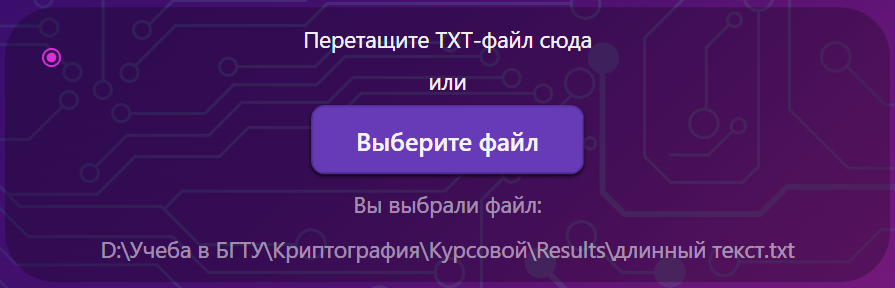 Перетащите TXT-файл сюда
или
Выберите файл
Вы выбрали файл:
D:\Учеба в БГТУ\Криптография\Курсовой\Results\длинный текст.txt